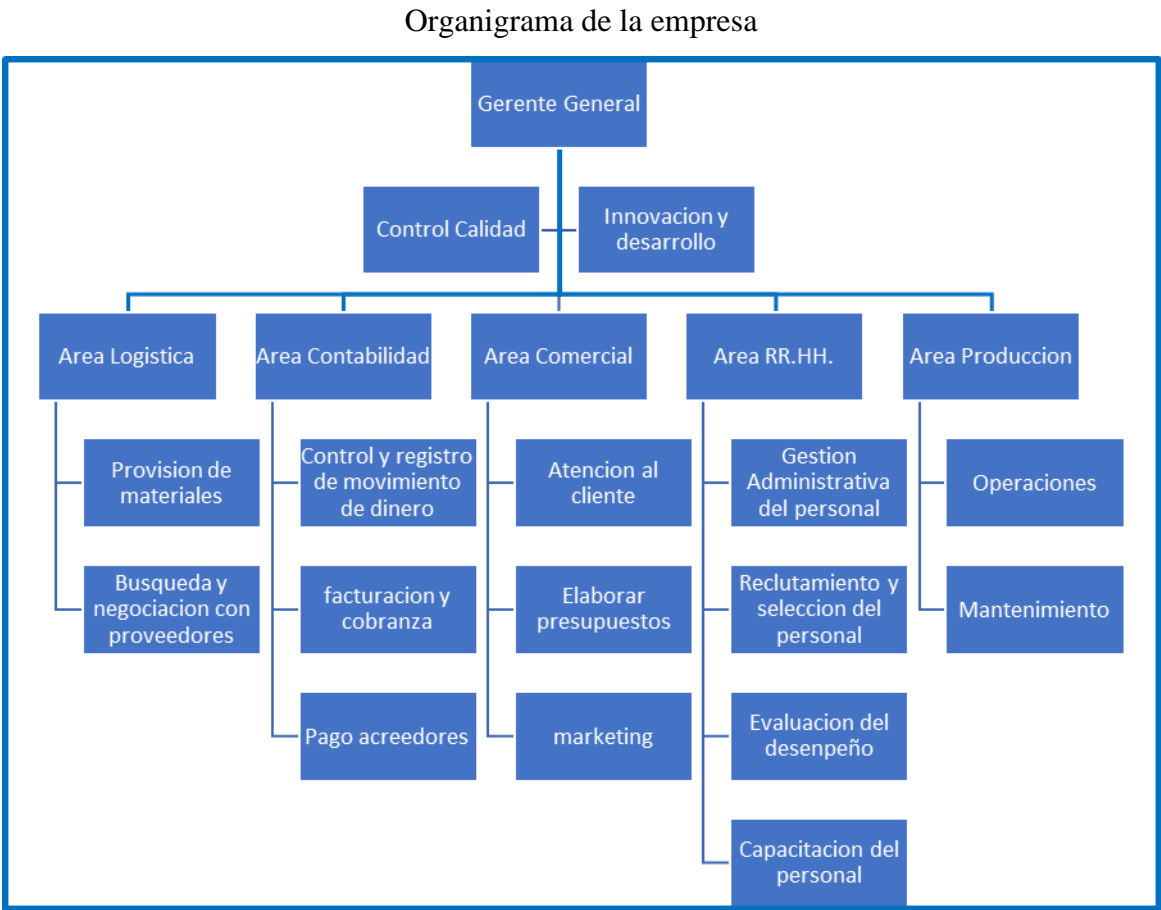 Organigrama de la empresa
Gerente General
Control Calidad
Innovacion y
desarrollo
Area Logistica
Area Contabilidad
Area Comercial
Area RR.HH.
Area Produccion
Provision de
materiales
Busqueda y
negociacion con
proveedores
Control y registro
de movimiento
de dinero
facturacion y
cobranza
Pago acreedores
Atencion al
cliente
Elaborar
presupuestos
marketing
Gestion
Administrativa
del personal
Reclutamiento y
seleccion del
personal
Evaluacion del
desenpeño
Capacitacion del
personal
Operaciones
Mantenimiento